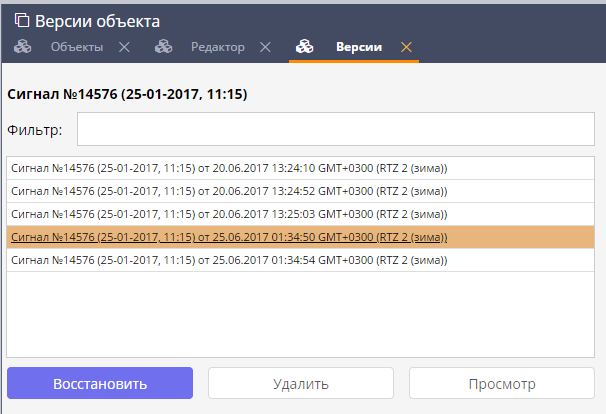 Версии объекта
Объекты Редактор Версии
Сигнал №14576 (25-01-2017, 11:15)
Фильтр:
Сигнал №14576 (25-01-2017, 11:15) от 20.06.2017 13:24:10 GMT+0300 (RTZ 2 (зима))
Сигнал №14576 (25-01-2017, 11:15) от 20.06.2017 13:24:52 GMT+0300 (RTZ 2 (зима))
Сигнал №14576 (25-01-2017, 11:15) от 20.06.2017 13:25:03 GMT+0300 (RTZ 2 (зима))
Сигнал №14576 (25-01-2017, 11:15) от 25.06.2017 01:34:50 GMT+0300 (RTZ 2 (зима))
Сигнал №14576 (25-01-2017, 11:15) от 25.06.2017 01:34:54 GMT+0300 (RTZ 2 (зима))
Восстановить Удалить Просмотр